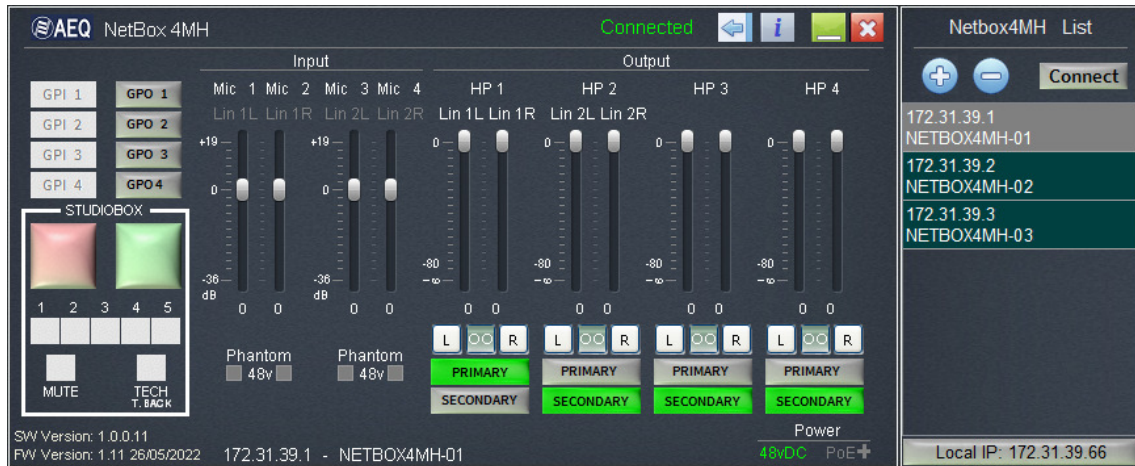 AEQ NetBox 4MH Connected i
Input Output
GPI 1 GPO 1
GPI 2 GPO 2
GPI 3 GPO 3
GPI 4 GPO 4
STUDIOBOX
1 2 3 4 5
MUTE TECH
T. BACK
Mic 1 Mic 2 Mic 3 Mic 4 HP 1 HP 2 HP 3 HP 4
Lin 1L Lin 1R Lin 2L Lin 2R Lin 1L Lin 1R Lin 2L Lin 2R
+19 +19 0 0 0 0
0 0
-80 -80 -80 -80
-36 -36 -∞ -∞ -∞ -∞
dB dB
0 0 0 0 0 0 0 0 0 0 0 0
L R L R L R L R
Phantom Phantom
48v 48v
PRIMARY PRIMARY PRIMARY PRIMARY
SECONDARY SECONDARY SECONDARY SECONDARY
SW Version: 1.0.0.11
FW Version: 1.11 26/05/2022 172.31.39.1 - NETBOX4MH-01
Power
48vDC PoE+
Netbox4MH List
Connect
172.31.39.1
NETBOX4MH-01
172.31.39.2
NETBOX4MH-02
172.31.39.3
NETBOX4MH-03
Local IP: 172.31.39.66